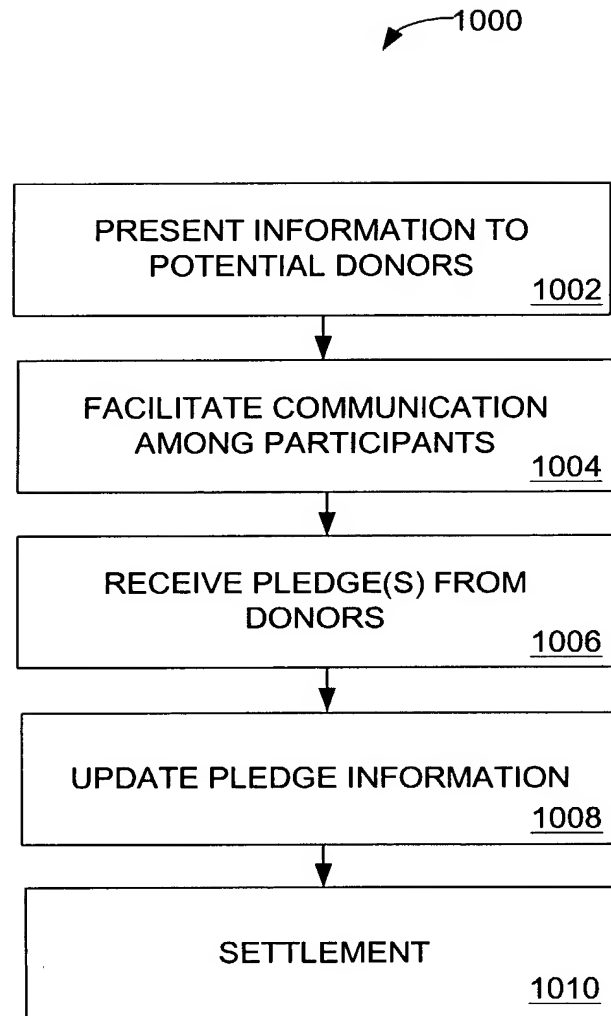 1000
PRESENT INFORMATION TO
POTENTIAL DONORS
1002
FACILITATE COMMUNICATION
AMONG PARTICIPANTS
1004
RECEIVE PLEDGE(S) FROM
DONORS
1006
UPDATE PLEDGE INFORMATION
1008
SETTLEMENT
1010